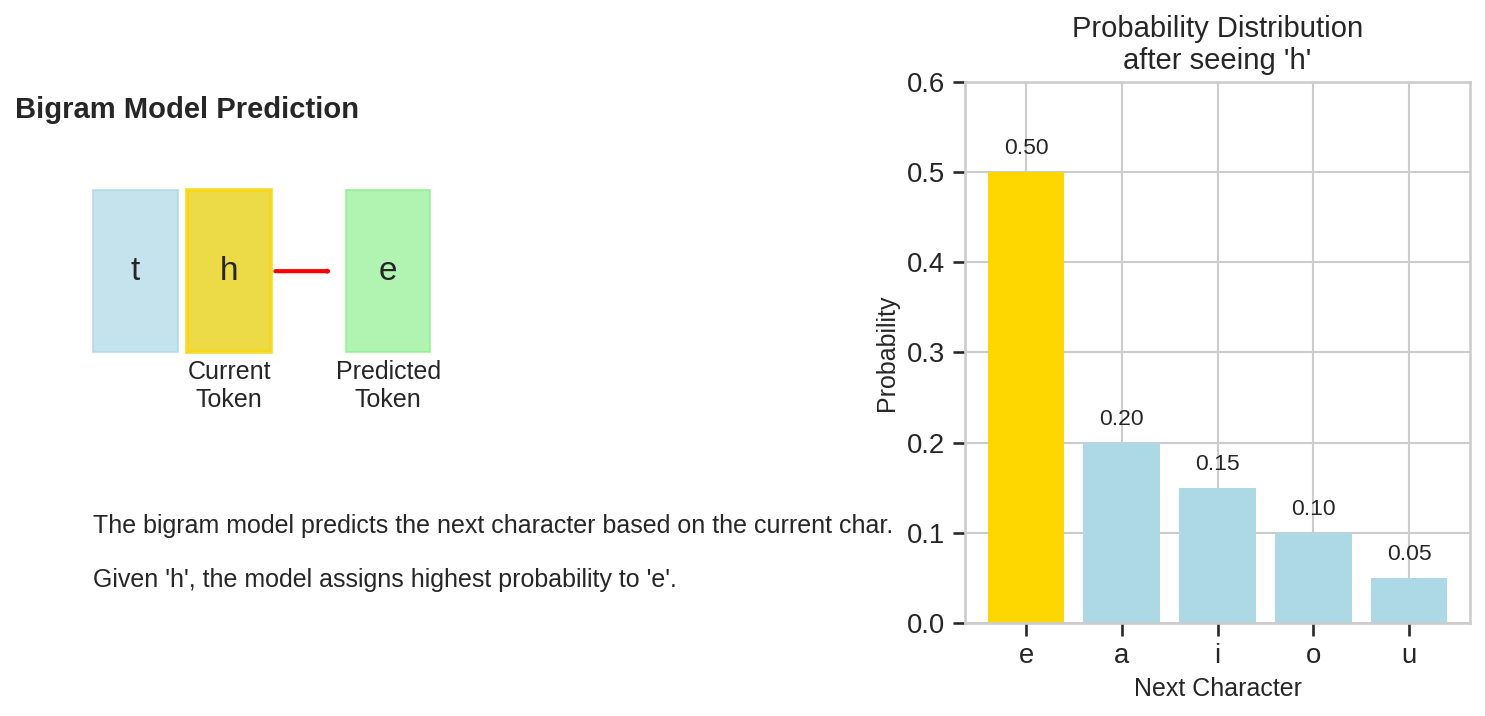 Bigram Model Prediction
t
h
e
Current
Token
Predicted
Token
The bigram model predicts the next character based on the current char.
Given 'h', the model assigns highest probability to 'e'.
Probability Distribution
after seeing 'h'
Probability
0.6
0.5
0.4
0.3
0.2
0.1
0.0
0.50
0.20
0.15
0.10
0.05
e
a
i
o
u
Next Character